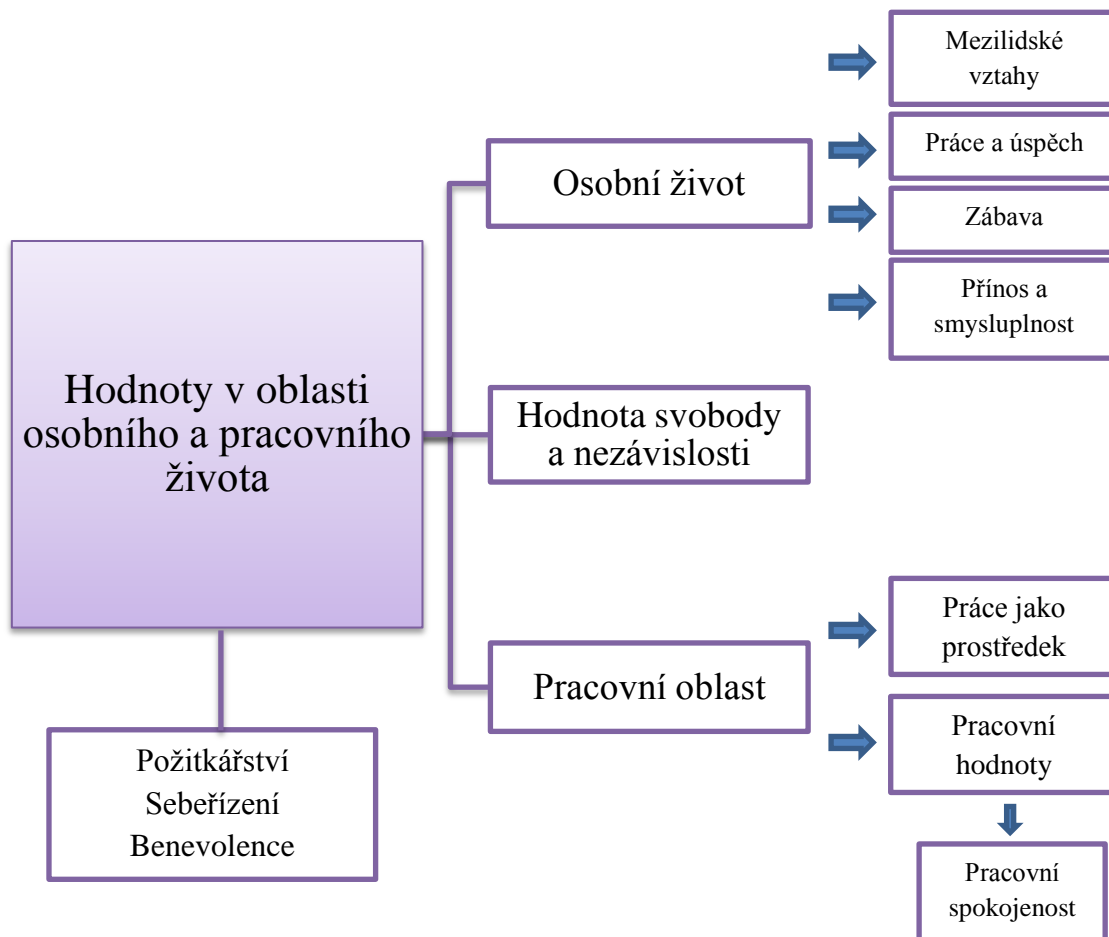 Mezilidské
vztahy
Práce a úspěch
Osobní život
Zábava
Přínos a
smysluplnost
Hodnoty v oblasti
osobního a pracovního
života
Hodnota svobody
a nezávislosti
Práce jako
prostředek
Pracovní oblast
Pracovní
hodnoty
Požitkářství
Sebeřízení
Benevolence
Pracovní
spokojenost